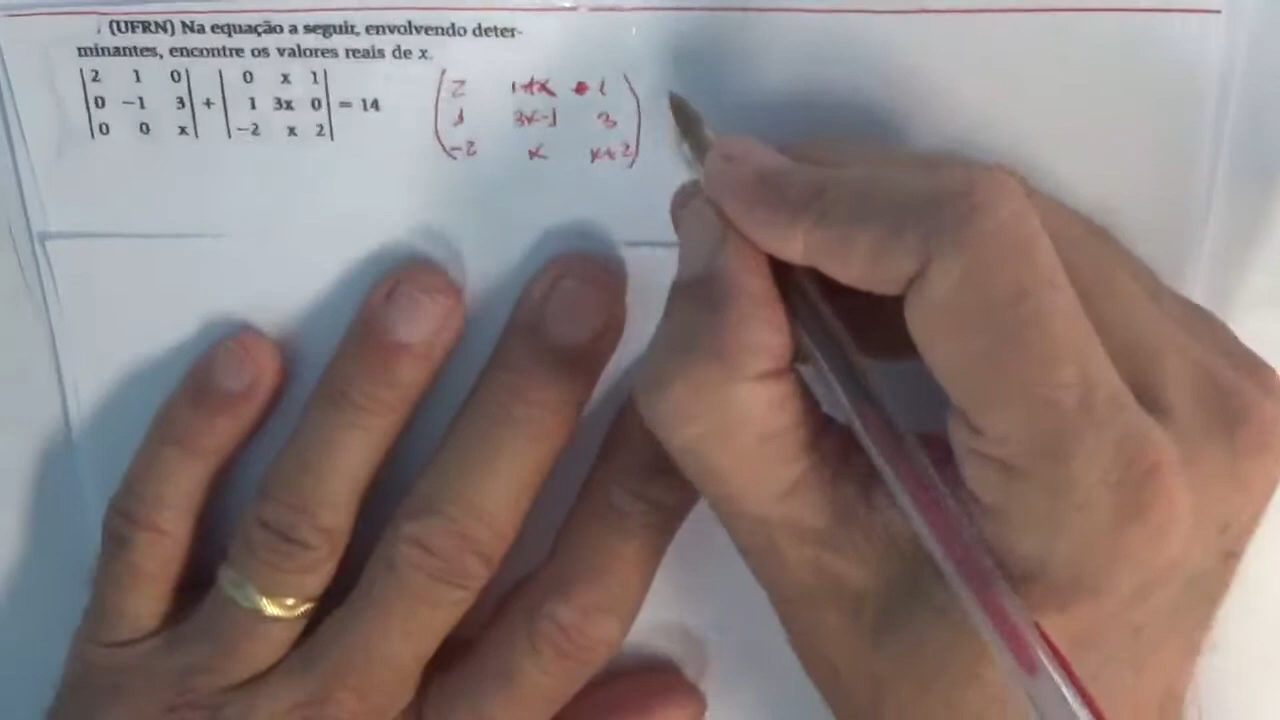 (UFRN) Na equação a seguir, envolvendo deter-
minantes, encontre os valores reais de x.
|2 1 0| |0 x 1|
|0 −1 3| + |1 3x 0| = 14
|0 0 x| |−2 x 2|
2 1+x 1
1 3x-1 3
-2 x x+2